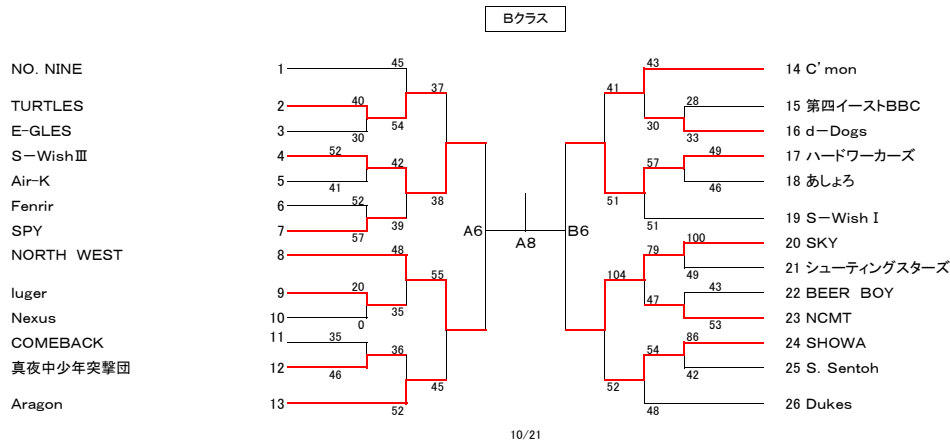 Bクラス
NO. NINE 1 45 43 14 C’mon
37 41
TURTLES 2 40 28 15 第四イーストBBC
E-GLES 3 30 54 30 33 16 d-Dogs
S-WishⅢ 4 52 42 57 49 17 ハードワーカーズ
Air-K 5 41 46 18 あしょろ
Fenrir 6 52 38 51
SPY 7 57 39 51 19 S-Wish I
A6 A8 B6
NORTH WEST 8 48 79 100 20 SKY
55 104 49 21 シューティングスターズ
luger 9 20 43 22 BEER BOY
Nexus 10 0 35 47 53 23 NCMT
COMEBACK 11 35 36 54 86 24 SHOWA
真夜中少年突撃団 12 46 42 25 S. Sentoh
45 52
Aragon 13 52 48 26 Dukes
10/21